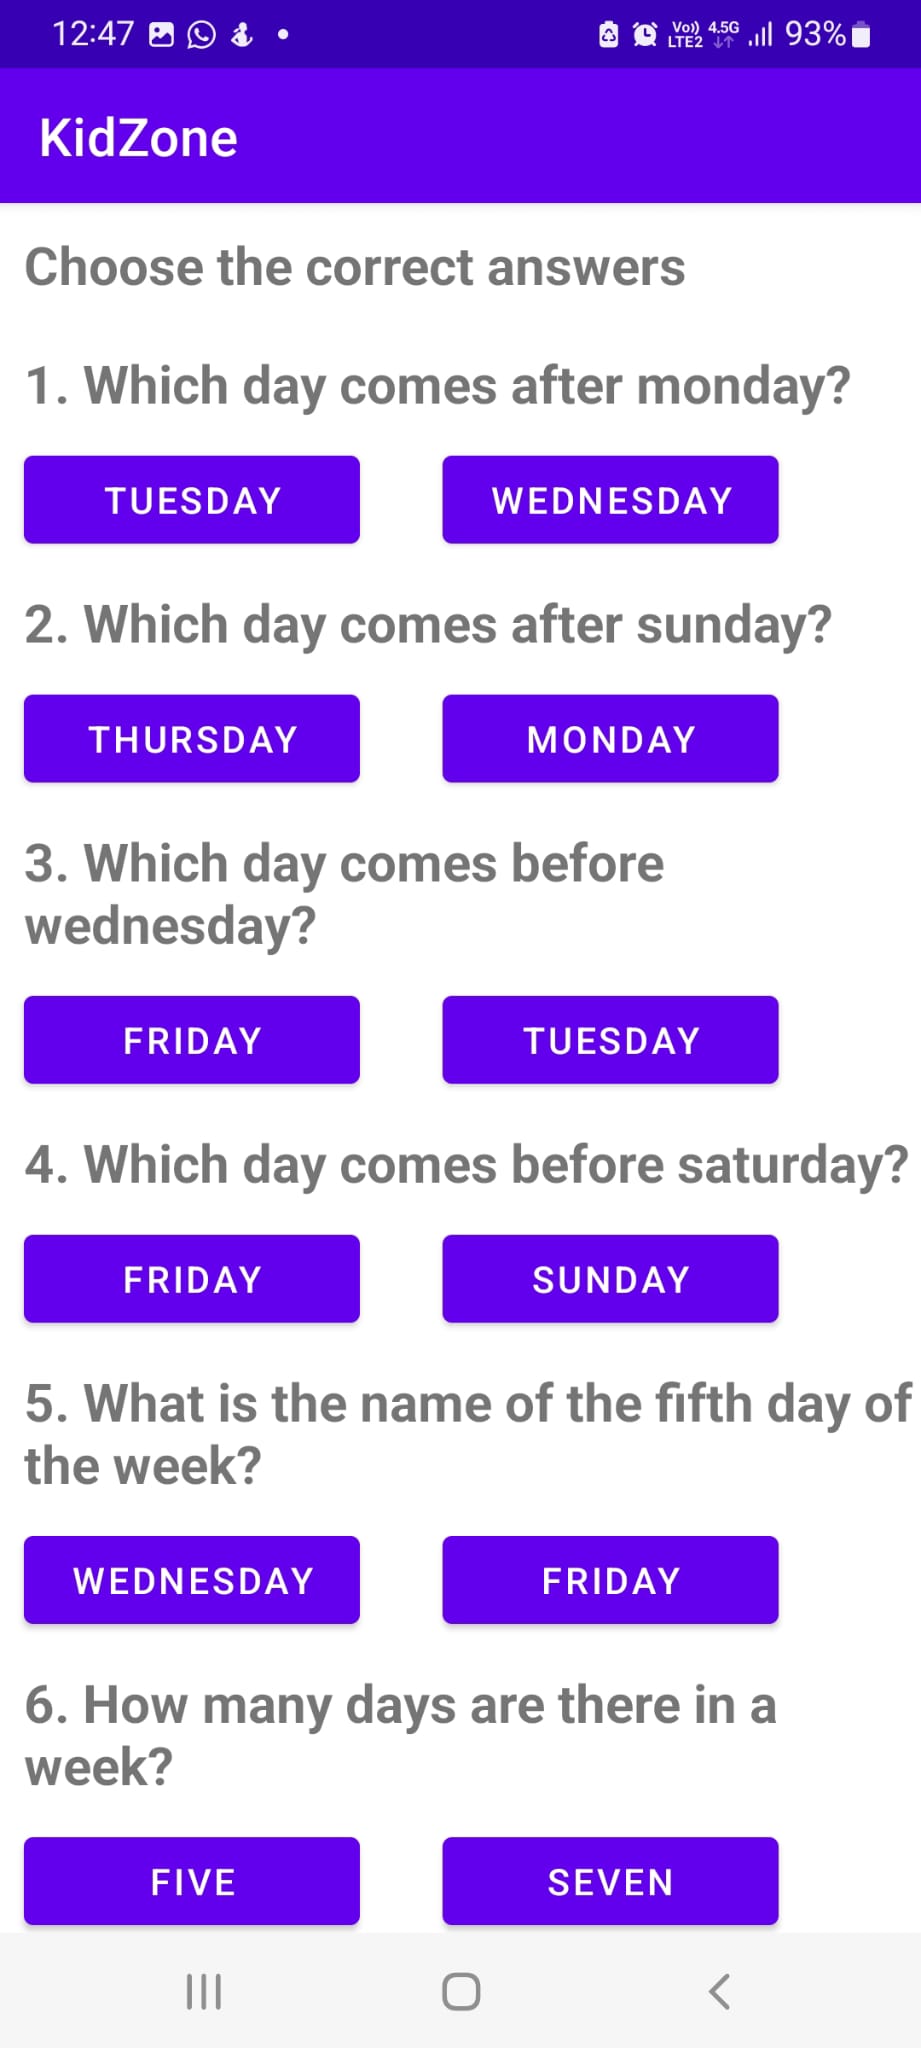 12:47 Vo)) LTE2 4.5G 93%
KidZone
Choose the correct answers
1. Which day comes after monday?
TUESDAY WEDNESDAY
2. Which day comes after sunday?
THURSDAY MONDAY
3. Which day comes before
wednesday?
FRIDAY TUESDAY
4. Which day comes before saturday?
FRIDAY SUNDAY
5. What is the name of the fifth day of
the week?
WEDNESDAY FRIDAY
6. How many days are there in a
week?
FIVE SEVEN